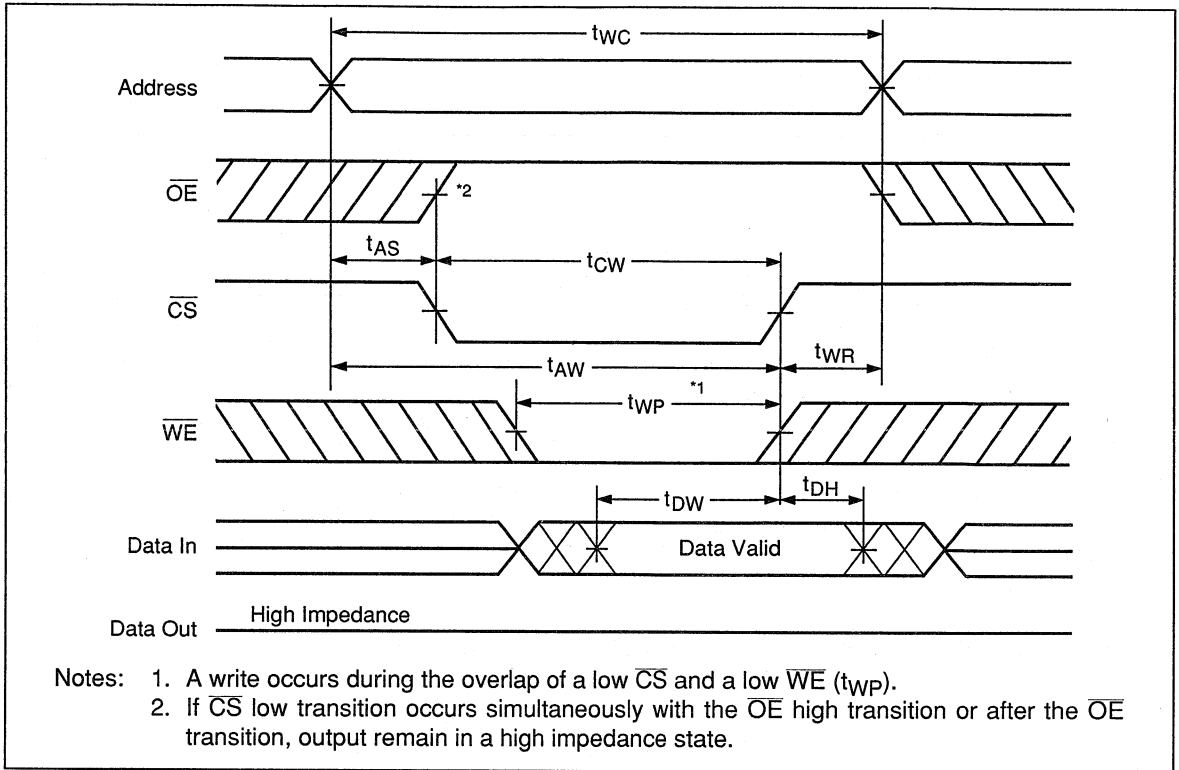 tWC
Address
OE
*2
tAS
tCW
CS
tAW
tWR
*1
tWP
WE
tDW
tDH
Data In
Data Valid
High Impedance
Data Out
Notes: 1. A write occurs during the overlap of a low CS and a low WE (tWP).
2. If CS low transition occurs simultaneously with the OE high transition or after the OE
transition, output remain in a high impedance state.